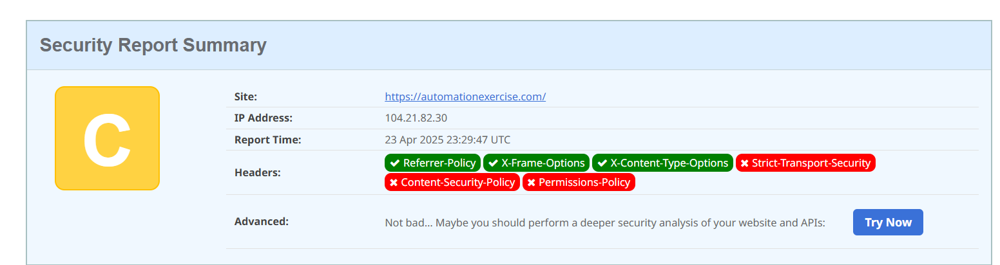 Security Report Summary
C
Site: https://automationexercise.com/
IP Address: 104.21.82.30
Report Time: 23 Apr 2025 23:29:47 UTC
Headers: Referrer-Policy X-Frame-Options X-Content-Type-Options Strict-Transport-Security
Content-Security-Policy Permissions-Policy
Advanced: Not bad... Maybe you should perform a deeper security analysis of your website and APIs: Try Now